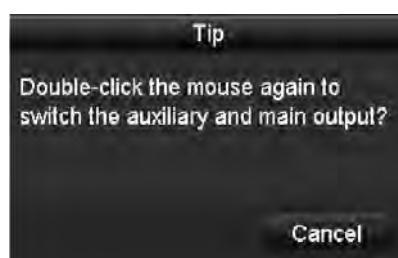 Tip
Double-click the mouse again to
switch the auxiliary and main output?
Cancel